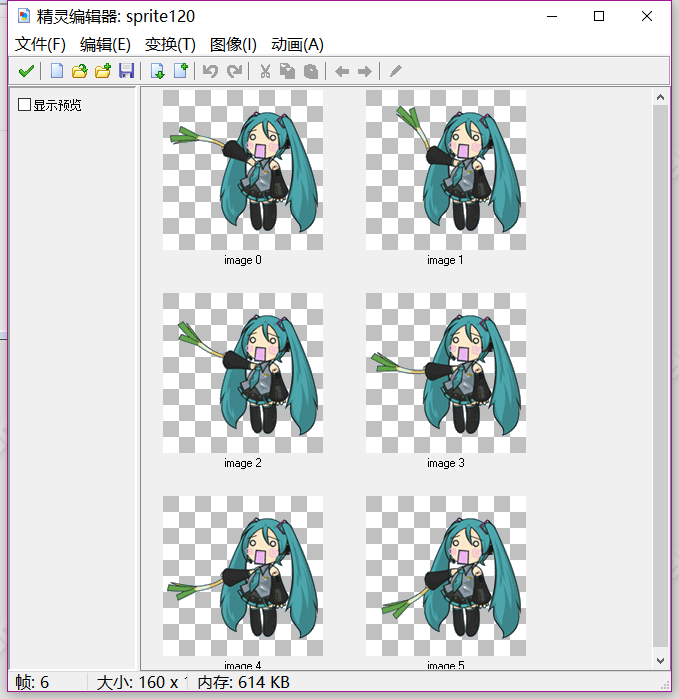 精灵编辑器: sprite120
文件(F) 编辑(E) 变换(T) 图像(I) 动画(A)
显示预览
image 0
image 1
image 2
image 3
image 4
image 5
帧: 6 大小: 160 x 内存: 614 KB